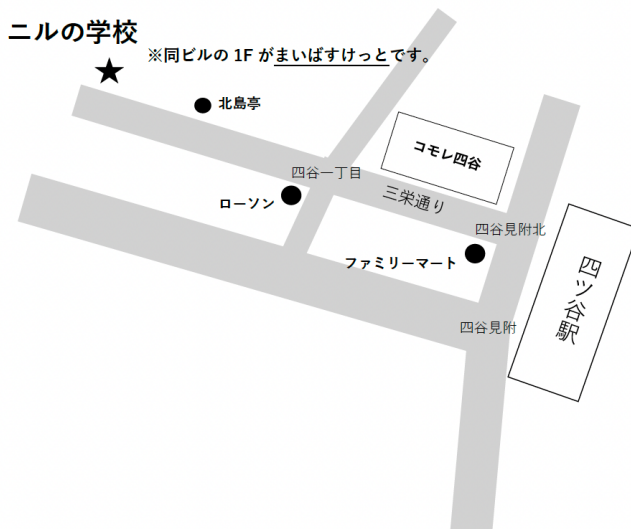 ニルの学校
※同ビルの 1F がまいばすけっとです。
北島亭
コモレ四谷
四谷一丁目
三栄通り
ローソン
四谷見附北
ファミリーマート
四ツ谷駅
四谷見附